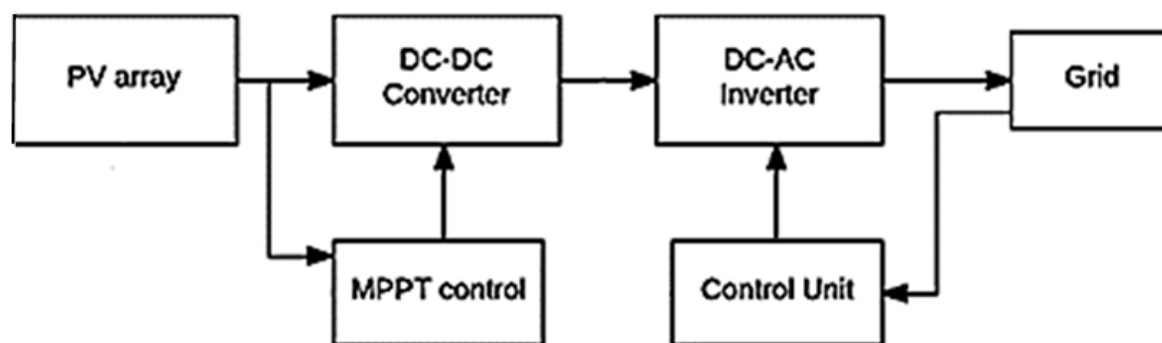 PV array
DC-DC
Converter
DC-AC
Inverter
Grid
MPPT control
Control Unit